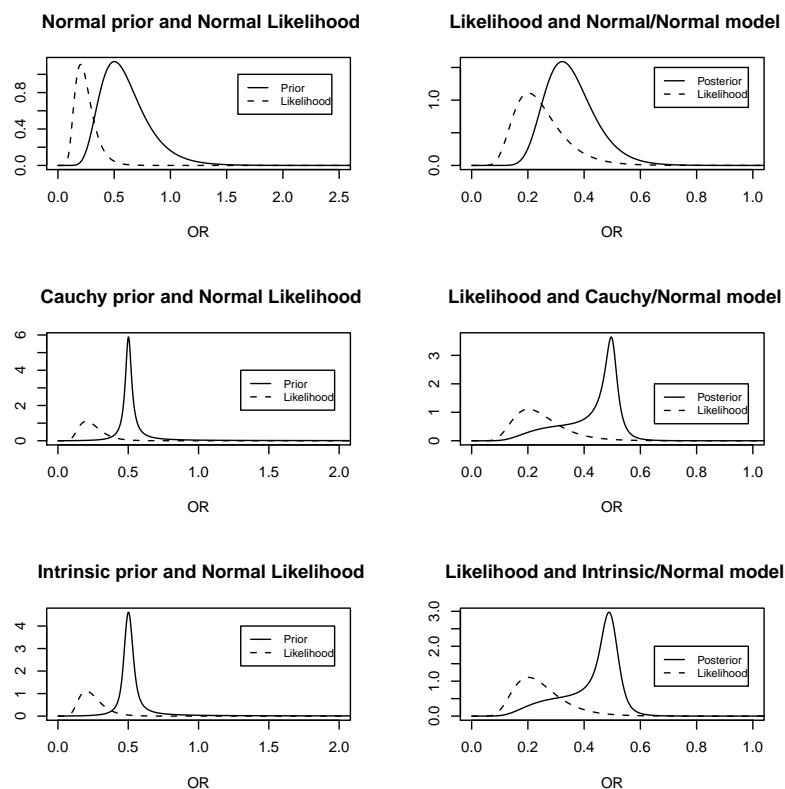 Normal prior and Normal Likelihood
0.0 0.4 0.8
Prior
Likelihood
0.0 0.5 1.0 1.5 2.0 2.5
OR
Likelihood and Normal/Normal model
0.0 1.0
Posterior
Likelihood
0.0 0.2 0.4 0.6 0.8 1.0
OR
Cauchy prior and Normal Likelihood
0 2 4 6
Prior
Likelihood
0.0 0.5 1.0 1.5 2.0
OR
Likelihood and Cauchy/Normal model
0 1 2 3
Posterior
Likelihood
0.0 0.2 0.4 0.6 0.8 1.0
OR
Intrinsic prior and Normal Likelihood
0 1 2 3 4
Prior
Likelihood
0.0 0.5 1.0 1.5 2.0
OR
Likelihood and Intrinsic/Normal model
0.0 1.0 2.0 3.0
Posterior
Likelihood
0.0 0.2 0.4 0.6 0.8 1.0
OR